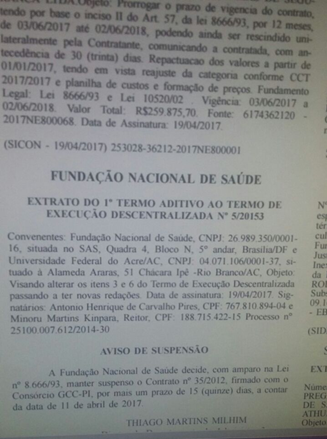 Objeto: Prorrogar o prazo de vigencia do contrato,
tendo por base o inciso II do Art. 57, da lei 8666/93, por 12 meses,
de 03/06/2017 até 02/06/2018, podendo ainda ser rescindido uni-
lateralmente pela Contratante, comunicando a contratada, com an-
tecedência de 30 (trinta) dias. Repactuacao dos valores a partir de
01/01/2017, tendo em vista reajuste da categoria conforme CCT
2017/2017 e planilha de custos e formação de preços. Fundamento
Legal: Lei 8666/93 e Lei 10520/02 . Vigência: 03/06/2017 a
02/06/2018. Valor Total: R$259.875,70. Fonte: 6174362120 -
2017NE800068. Data de Assinatura: 19/04/2017.
(SICON - 19/04/2017) 253028-36212-2017NE800001
FUNDAÇÃO NACIONAL DE SAÚDE
EXTRATO DO 1º TERMO ADITIVO AO TERMO DE
EXECUÇÃO DESCENTRALIZADA Nº 5/20153
Convenentes: Fundação Nacional de Saúde, CNPJ: 26.989.350/0001-
16, situada no SAS, Quadra 4, Bloco N, 5º andar, Brasília/DF e
Universidade Federal do Acre/AC, CNPJ: 04.071.106/0001-37, si-
tuado à Alameda Araras, 51 Chácara Ipê -Rio Branco/AC, Objeto:
Visando alterar os itens 3 e 6 do Termo de Execução Descentralizada
passando a ter novas redações. Data de assinatura: 19/04/2017. Sig-
natários: Antonio Henrique de Carvalho Pires, CPF: 767.810.894-04 e
Minoru Martins Kinpara, Reitor, CPF: 188.715.422-15 Processo nº
25100.007.612/2014-30
AVISO DE SUSPENSÃO
A Fundação Nacional de Saúde decide, com amparo na Lei
nº 8.666/93, manter suspenso o Contrato nº 35/2012, firmado com o
Consórcio GCC-PI, por mais um prazo de 15 (quinze) dias, a contar
da data de 11 de abril de 2017.
THIAGO MARTINS MILHIM